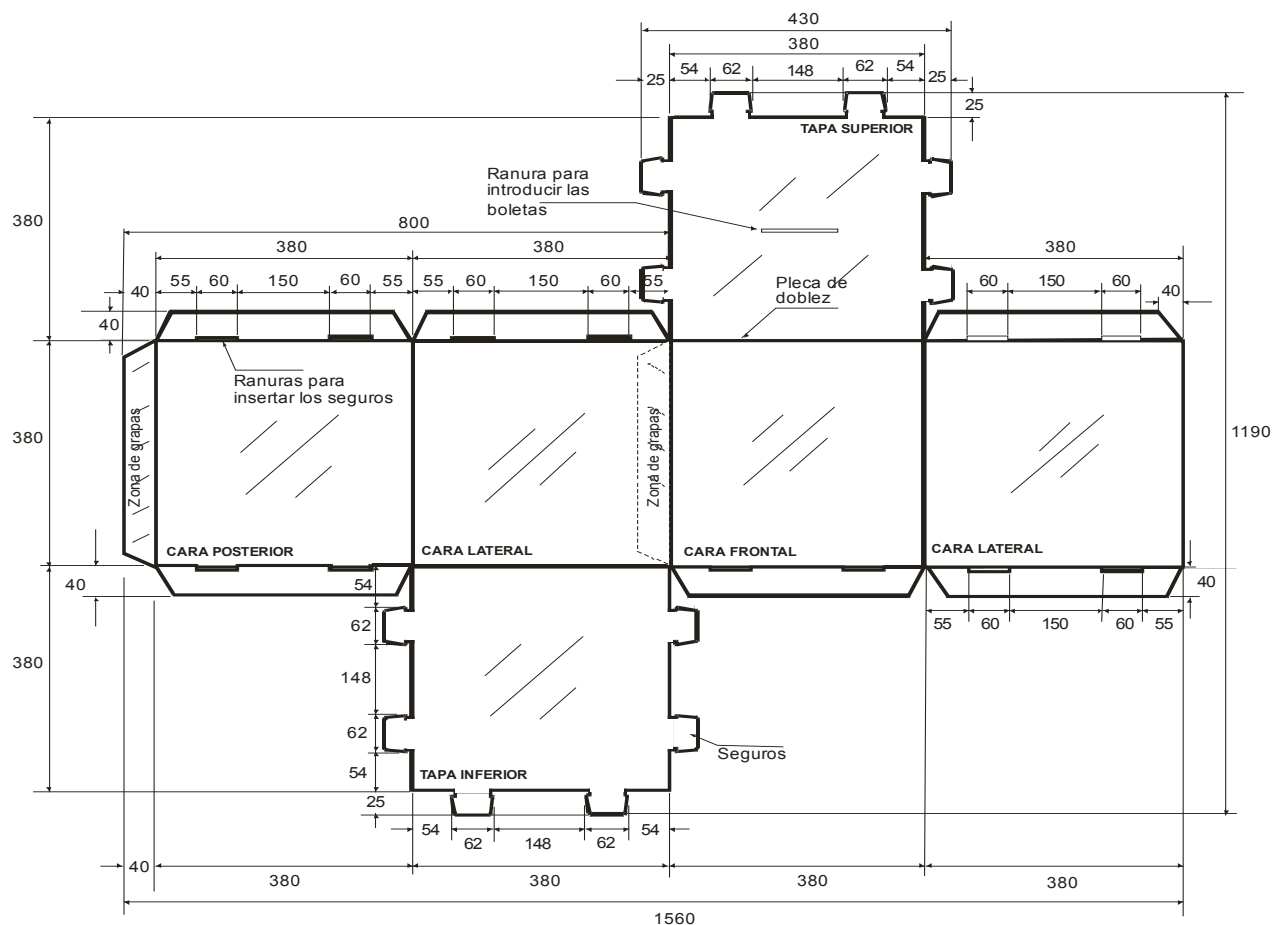 430
380
54 62 148 62 54
25 25
25
TAPA SUPERIOR
Ranura para
introducir las
boletas
380
800
380 380 380
55 60 150 60 55 55 60 150 60 55
40
40
60 150 60 40
Pleca de
doblez
Ranuras para
insertar los seguros
380
1190
Zona de grapas
Zona de grapas
CARA POSTERIOR
CARA LATERAL
CARA FRONTAL
CARA LATERAL
40
54
40
55 60 150 60 55
62
380
148
62
Seguros
54
TAPA INFERIOR
25
54 62 148 62 54
40
380 380 380 380
1560